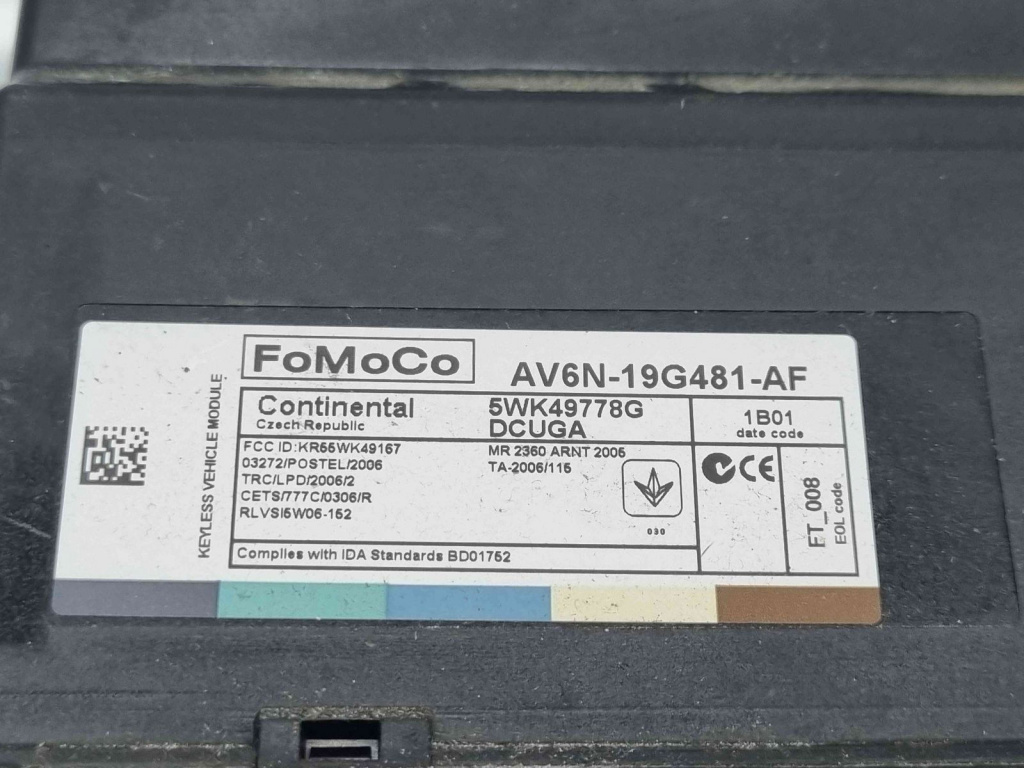 FoMoCo
AV6N-19G481-AF
KEYLESS VEHICLE MODULE
Continental
Czech Republic
5WK49778G
DCUGA
1B01
date code
FCC ID:KR55WK49167
03272/POSTEL/2006
TRC/LPD/2006/2
CETS/777C/0306/R
RLVSI5W06-152
MR 2360 ARNT 2005
TA-2006/115
030
CE
FT_008
EOL code
Complies with IDA Standards BD01752